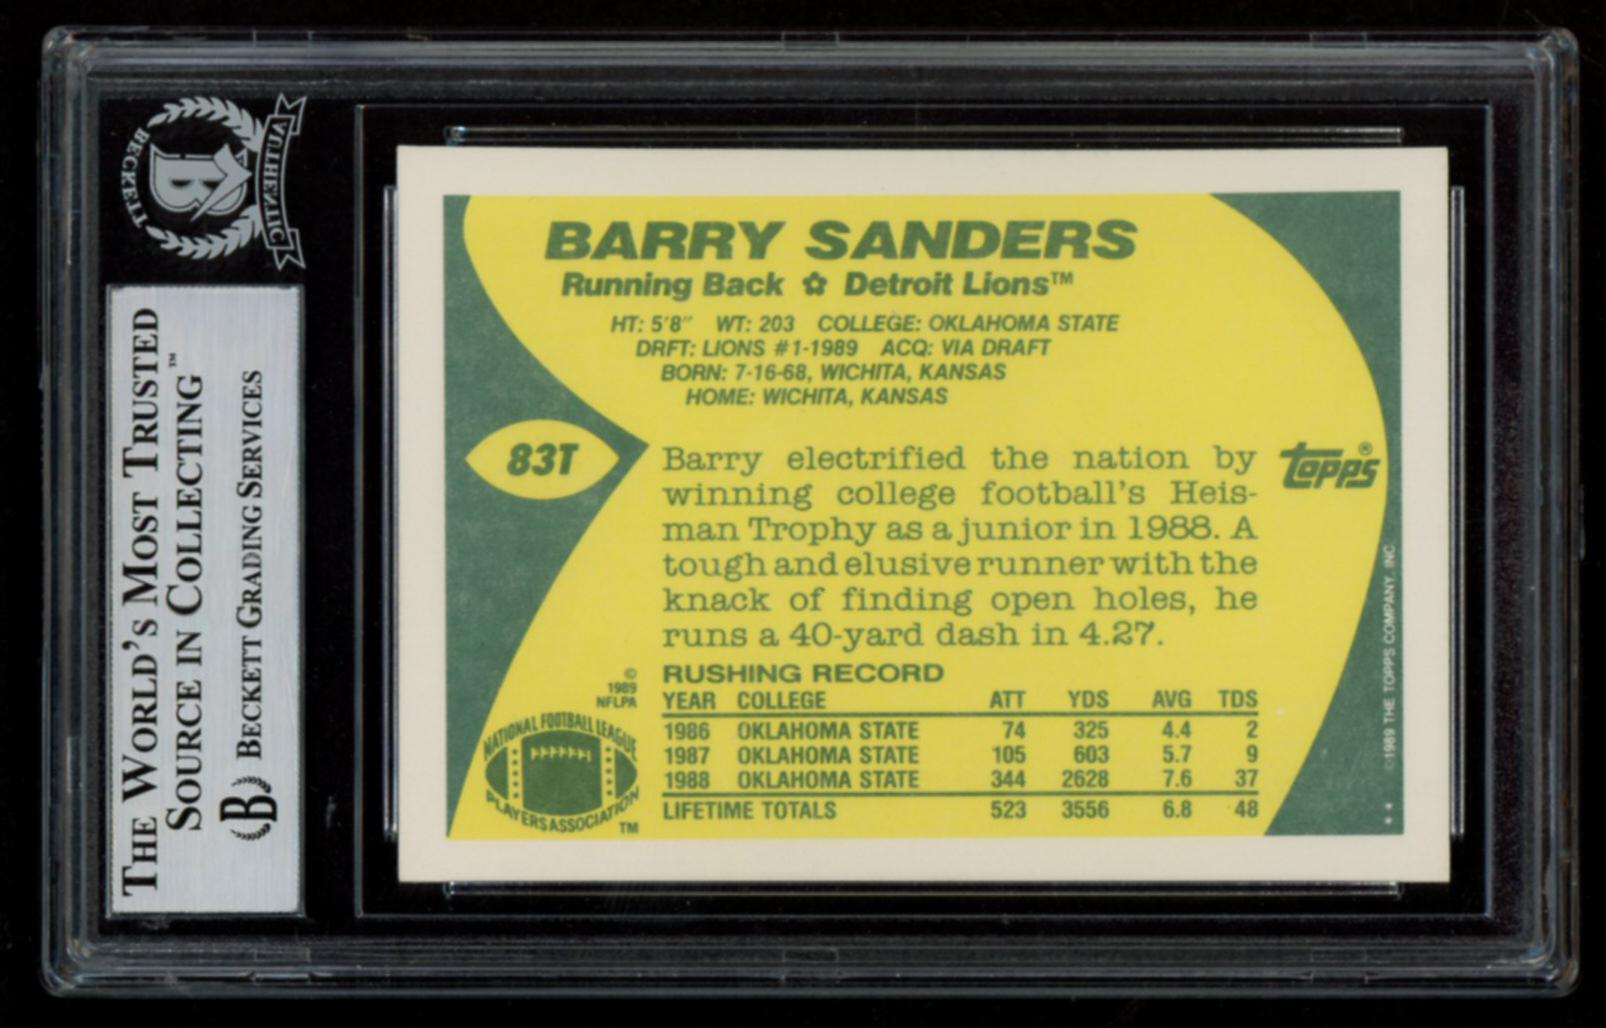 BECKETT
AUTHENTIC
B
THE WORLD'S MOST TRUSTED
SOURCE IN COLLECTING™
B BECKETT GRADING SERVICES
BARRY SANDERS
Running Back ✿ Detroit Lions™
HT: 5'8" WT: 203 COLLEGE: OKLAHOMA STATE
DRFT: LIONS #1-1989 ACQ: VIA DRAFT
BORN: 7-16-68, WICHITA, KANSAS
HOME: WICHITA, KANSAS
83T
Barry electrified the nation by
winning college football's Heis-
man Trophy as a junior in 1988. A
tough and elusive runner with the
knack of finding open holes, he
runs a 40-yard dash in 4.27.
topps®
RUSHING RECORD
YEAR COLLEGE ATT YDS AVG TDS
1986 OKLAHOMA STATE 74 325 4.4 2
1987 OKLAHOMA STATE 105 603 5.7 9
1988 OKLAHOMA STATE 344 2628 7.6 37
LIFETIME TOTALS 523 3556 6.8 48
©
1989
NFLPA
NATIONAL FOOTBALL LEAGUE
PLAYERS ASSOCIATION
™
©1989 THE TOPPS COMPANY, INC.
**